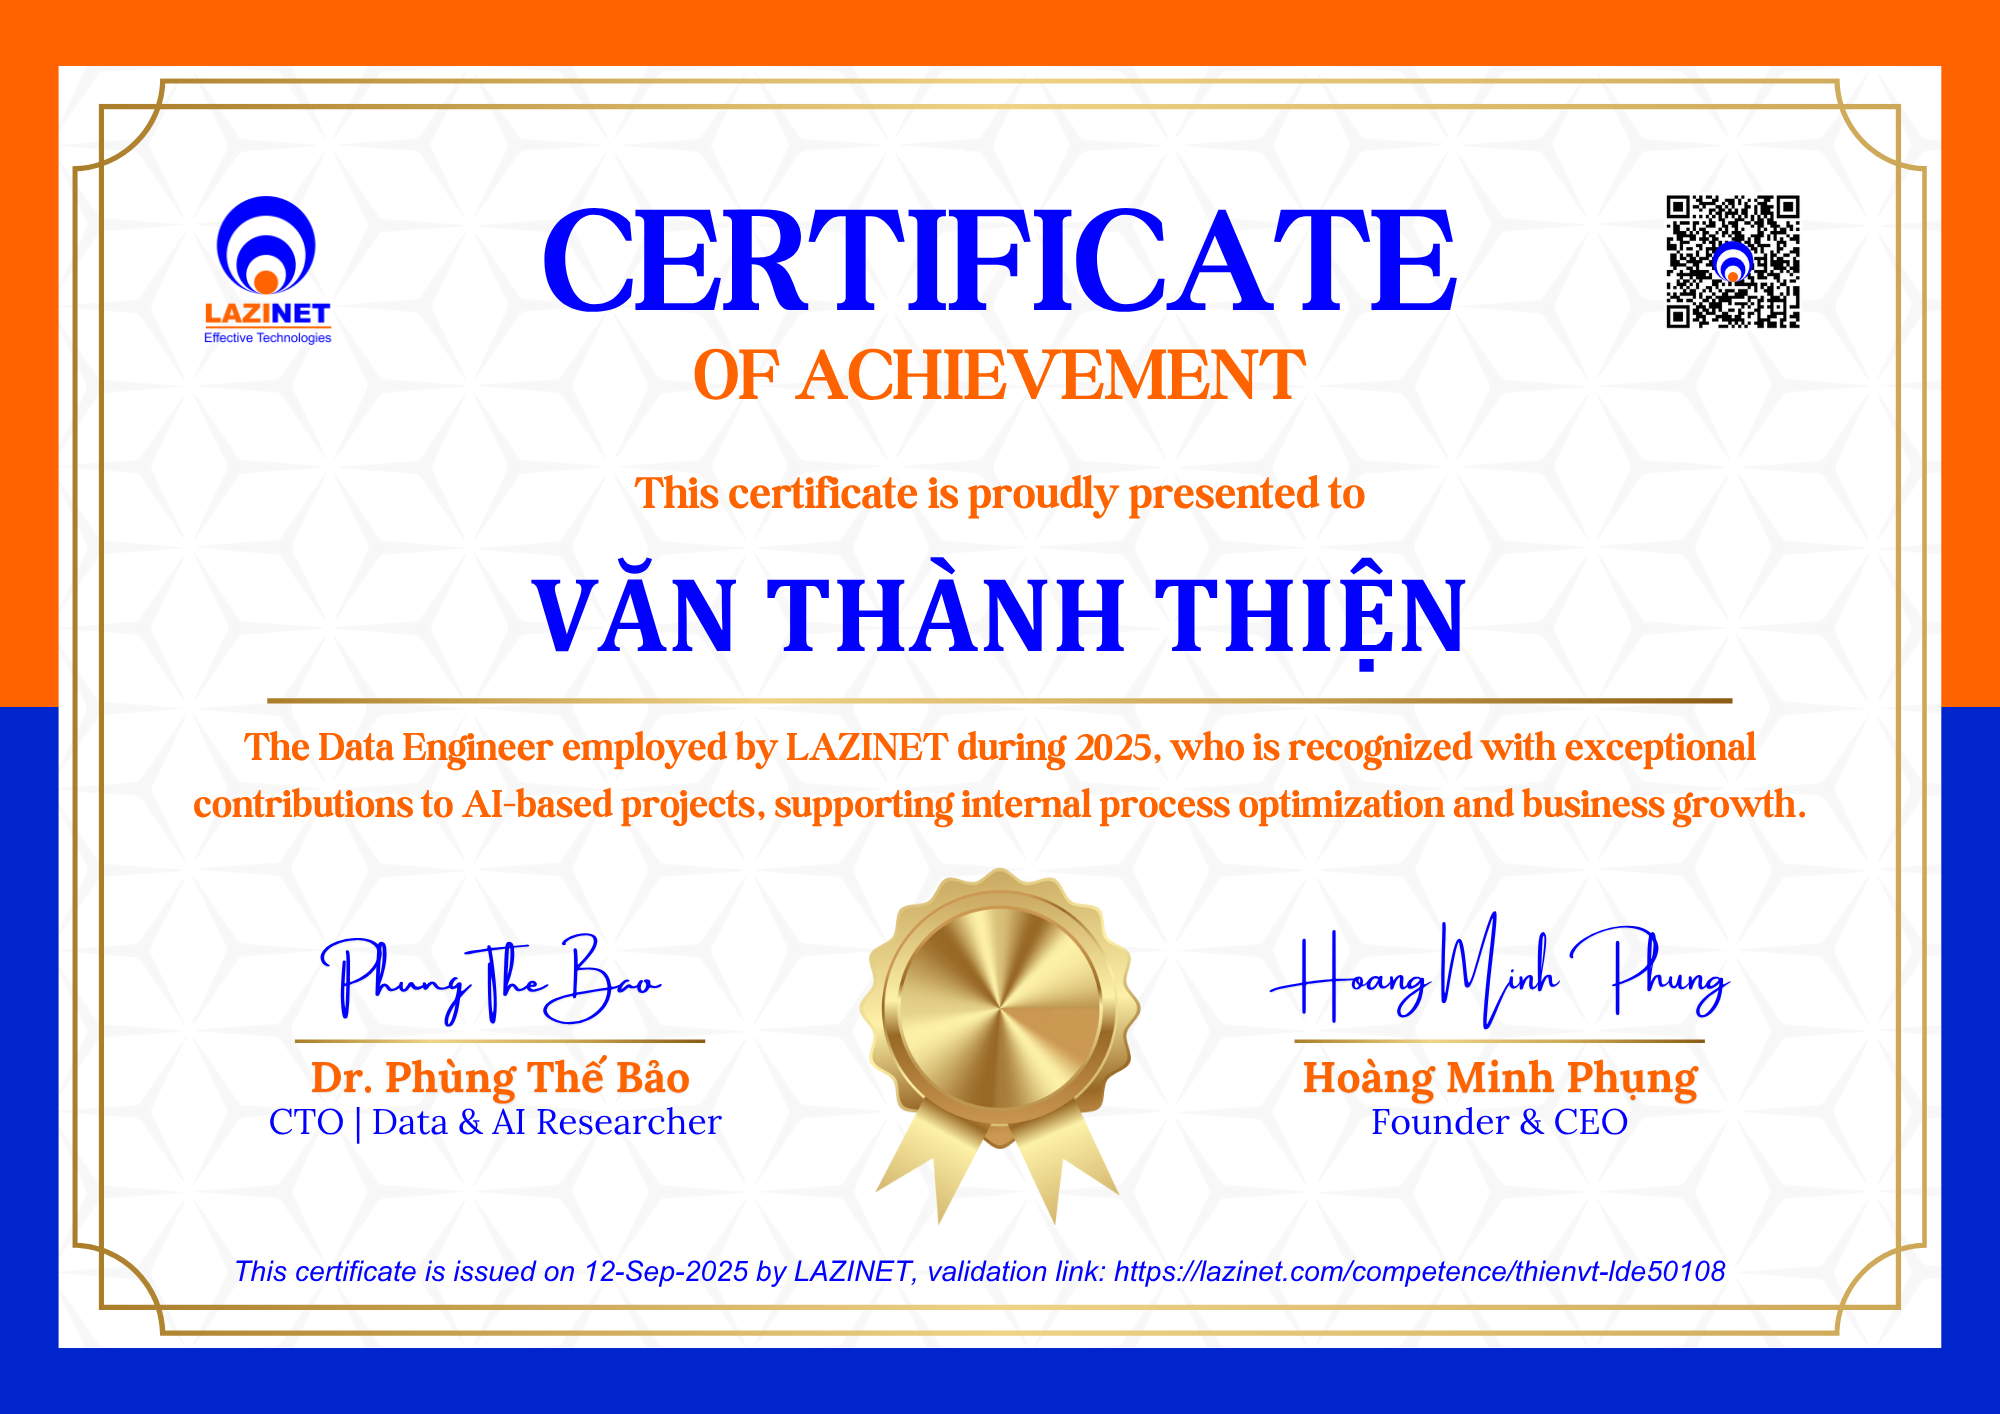 LAZINET
Effective Technologies
CERTIFICATE
OF ACHIEVEMENT
This certificate is proudly presented to
VĂN THÀNH THIỆN
The Data Engineer employed by LAZINET during 2025, who is recognized with exceptional
contributions to AI-based projects, supporting internal process optimization and business growth.
Phung The Bao
Hoang Minh Phung
Dr. Phùng Thế Bảo
CTO | Data & AI Researcher
Hoàng Minh Phụng
Founder & CEO
This certificate is issued on 12-Sep-2025 by LAZINET, validation link: https://lazinet.com/competence/thienvt-lde50108